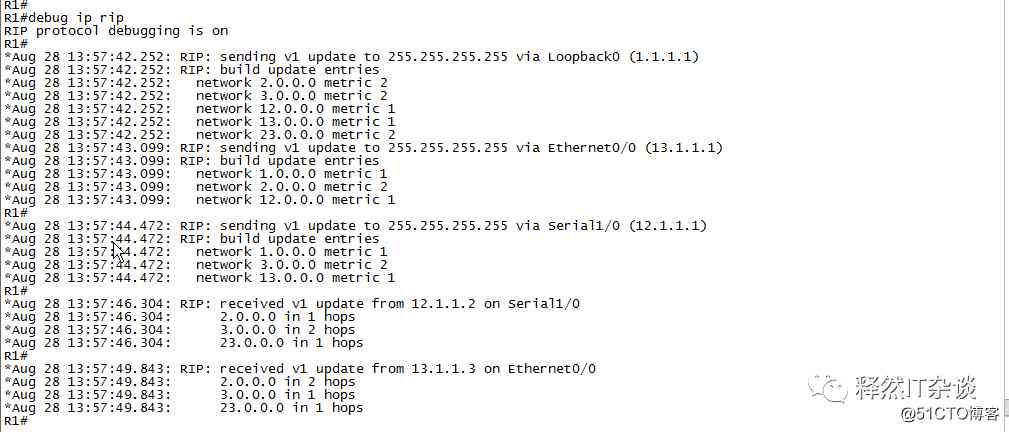 R1#
R1#debug ip rip
RIP protocol debugging is on
R1#
*Aug 28 13:57:42.252: RIP: sending v1 update to 255.255.255.255 via Loopback0 (1.1.1.1)
*Aug 28 13:57:42.252: RIP: build update entries
*Aug 28 13:57:42.252:   network 2.0.0.0 metric 2
*Aug 28 13:57:42.252:   network 3.0.0.0 metric 2
*Aug 28 13:57:42.252:   network 12.0.0.0 metric 1
*Aug 28 13:57:42.252:   network 13.0.0.0 metric 1
*Aug 28 13:57:42.252:   network 23.0.0.0 metric 2
*Aug 28 13:57:43.099: RIP: sending v1 update to 255.255.255.255 via Ethernet0/0 (13.1.1.1)
*Aug 28 13:57:43.099: RIP: build update entries
*Aug 28 13:57:43.099:   network 1.0.0.0 metric 1
*Aug 28 13:57:43.099:   network 2.0.0.0 metric 2
*Aug 28 13:57:43.099:   network 12.0.0.0 metric 1
R1#
*Aug 28 13:57:44.472: RIP: sending v1 update to 255.255.255.255 via Serial1/0 (12.1.1.1)
*Aug 28 13:57:44.472: RIP: build update entries
*Aug 28 13:57:44.472:   network 1.0.0.0 metric 1
*Aug 28 13:57:44.472:   network 3.0.0.0 metric 2
*Aug 28 13:57:44.472:   network 13.0.0.0 metric 1
R1#
*Aug 28 13:57:46.304: RIP: received v1 update from 12.1.1.2 on Serial1/0
*Aug 28 13:57:46.304:      2.0.0.0 in 1 hops
*Aug 28 13:57:46.304:      3.0.0.0 in 2 hops
*Aug 28 13:57:46.304:      23.0.0.0 in 1 hops
R1#
*Aug 28 13:57:49.843: RIP: received v1 update from 13.1.1.3 on Ethernet0/0
*Aug 28 13:57:49.843:      2.0.0.0 in 2 hops
*Aug 28 13:57:49.843:      3.0.0.0 in 1 hops
*Aug 28 13:57:49.843:      23.0.0.0 in 1 hops
R1#
释然IT杂谈
@51CTO博客